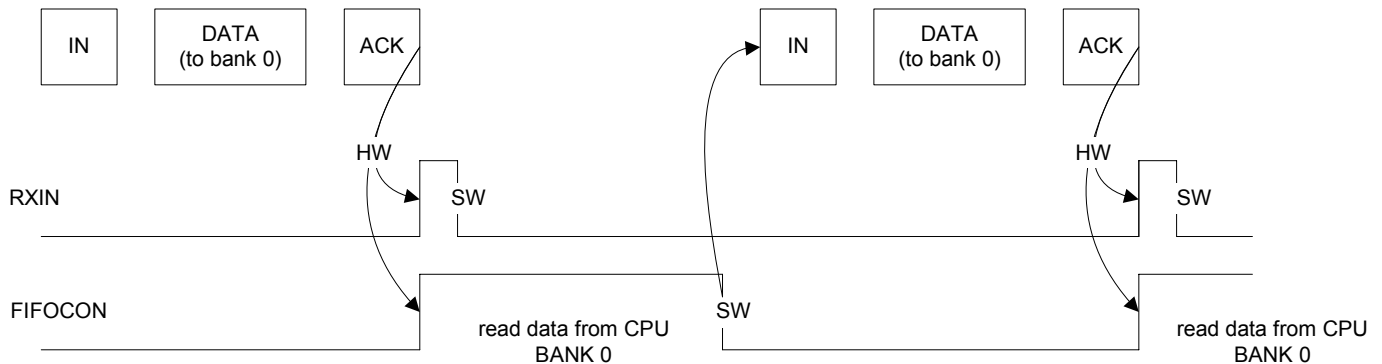 IN
DATA
(to bank 0)
ACK
IN
DATA
(to bank 0)
ACK
HW
HW
RXIN
SW
SW
FIFOCON
SW
read data from CPU
BANK 0
read data from CPU
BANK 0